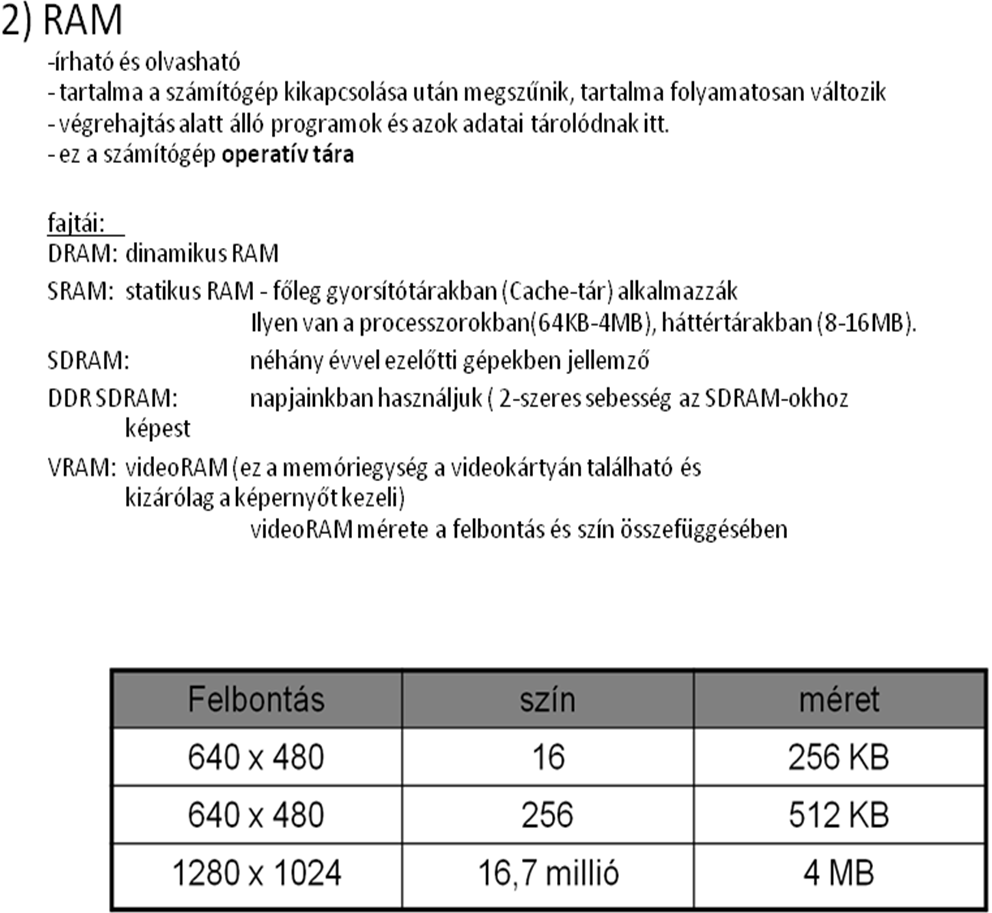 2) RAM
-írható és olvasható
- tartalma a számítógép kikapcsolása után megszűnik, tartalma folyamatosan változik
- végrehajtás alatt álló programok és azok adatai tárolódnak itt.
- ez a számítógép operatív tára
fajtái:
DRAM: dinamikus RAM
SRAM: statikus RAM - főleg gyorsítótárakban (Cache-tár) alkalmazzák
Ilyen van a processzorokban(64KB-4MB), háttértárakban (8-16MB).
SDRAM: néhány évvel ezelőtti gépekben jellemző
DDR SDRAM: napjainkban használjuk ( 2-szeres sebesség az SDRAM-okhoz
képest
VRAM: videoRAM (ez a memóriegység a videokártyán található és
kizárólag a képernyőt kezeli)
videoRAM mérete a felbontás és szín összefüggésében
Felbontás szín méret
640 x 480 16 256 KB
640 x 480 256 512 KB
1280 x 1024 16,7 millió 4 MB